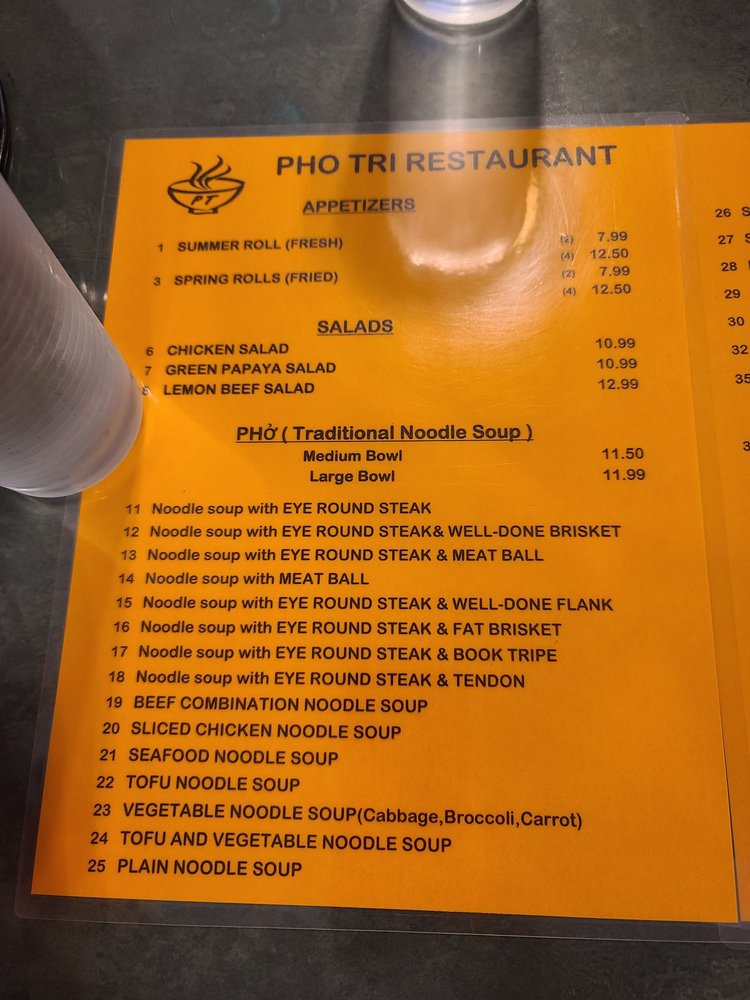 PHO TRI RESTAURANT
PT
APPETIZERS
1 SUMMER ROLL (FRESH) (2) 7.99
(4) 12.50
3 SPRING ROLLS (FRIED) (2) 7.99
(4) 12.50
SALADS
6 CHICKEN SALAD 10.99
7 GREEN PAPAYA SALAD 10.99
8 LEMON BEEF SALAD 12.99
PHỞ ( Traditional Noodle Soup )
Medium Bowl 11.50
Large Bowl 11.99
11 Noodle soup with EYE ROUND STEAK
12 Noodle soup with EYE ROUND STEAK& WELL-DONE BRISKET
13 Noodle soup with EYE ROUND STEAK & MEAT BALL
14 Noodle soup with MEAT BALL
15 Noodle soup with EYE ROUND STEAK & WELL-DONE FLANK
16 Noodle soup with EYE ROUND STEAK & FAT BRISKET
17 Noodle soup with EYE ROUND STEAK & BOOK TRIPE
18 Noodle soup with EYE ROUND STEAK & TENDON
19 BEEF COMBINATION NOODLE SOUP
20 SLICED CHICKEN NOODLE SOUP
21 SEAFOOD NOODLE SOUP
22 TOFU NOODLE SOUP
23 VEGETABLE NOODLE SOUP(Cabbage,Broccoli,Carrot)
24 TOFU AND VEGETABLE NOODLE SOUP
25 PLAIN NOODLE SOUP
26
27
28
29
30
32
35